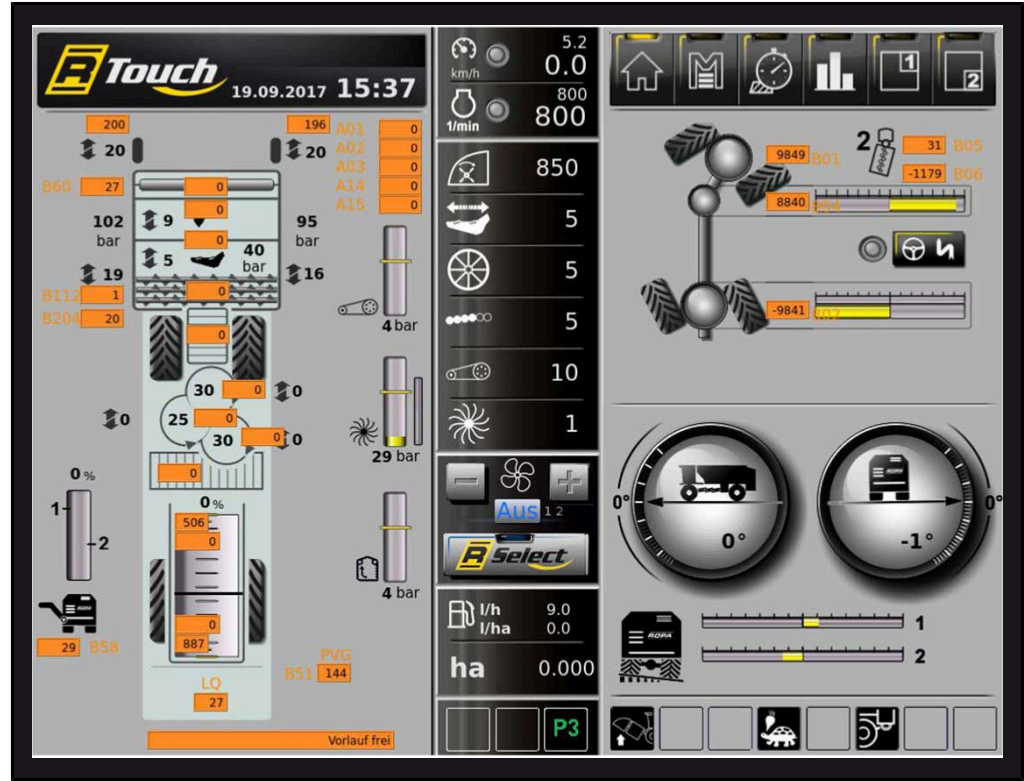 R Touch 19.09.2017 15:37
200 196
20 20
A01 0
A02 0
A03 0
A14 0
A15 0
B60 27 0
0
102 bar 9 95 bar
0
5 40 bar
19 16
B112 1 0
B204 20
0
4 bar
30 0 0
0 25 0
30 0 0
29 bar
0
0 %
0 %
1
2
506
0
0
887
4 bar
29 B58
PVG
B51 144
LQ
27
Vorlauf frei
km/h 5.2
0.0
1/min 800
800
850
5
5
5
10
1
Aus 1 2
R Select
l/h 9.0
l/ha 0.0
ha 0.000
P3
1
2
9849 B01
2 31 B05
-1179 B06
8840
-9841
0° 0°
0° -1°
ROPA
1
2